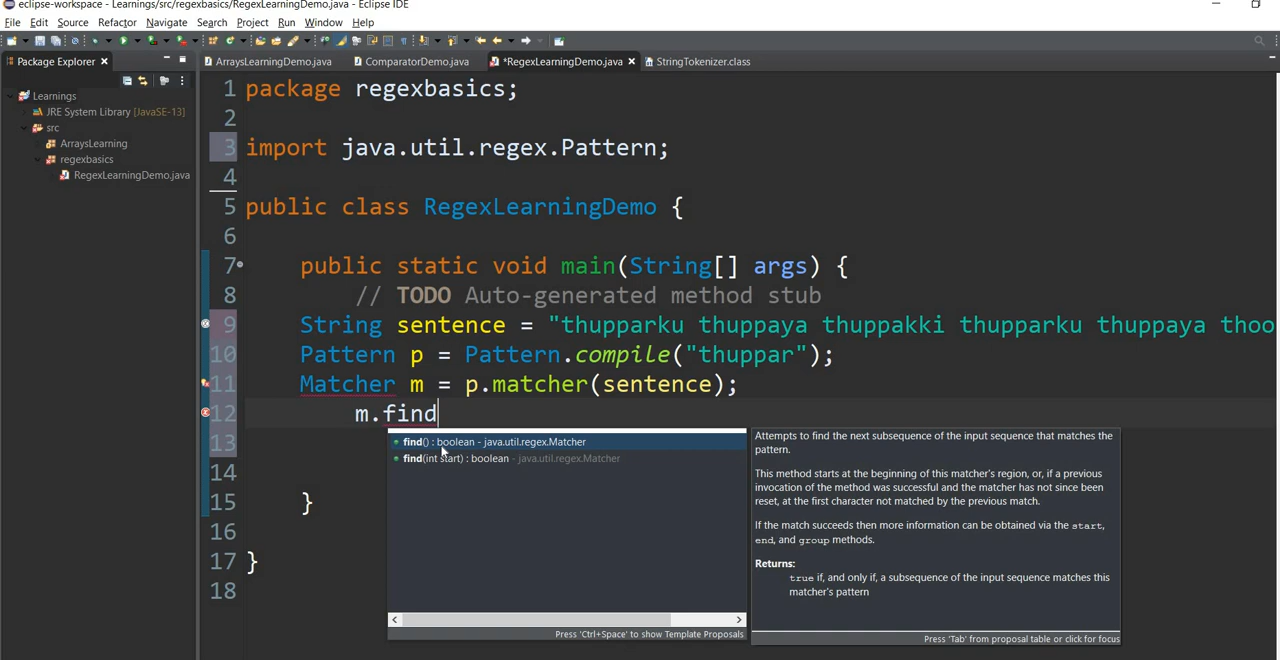 eclipse-workspace - Learnings/src/regexbasics/RegexLearningDemo.java - Eclipse IDE
File Edit Source Refactor Navigate Search Project Run Window Help
Package Explorer
ArraysLearningDemo.java ComparatorDemo.java *RegexLearningDemo.java StringTokenizer.class
Learnings
JRE System Library [JavaSE-13]
src
ArraysLearning
regexbasics
RegexLearningDemo.java
1 package regexbasics;
2
3 import java.util.regex.Pattern;
4
5 public class RegexLearningDemo {
6
7 public static void main(String[] args) {
8 // TODO Auto-generated method stub
9 String sentence = "thupparku thuppaya thuppakki thupparku thuppaya thoo
10 Pattern p = Pattern.compile("thuppar");
11 Matcher m = p.matcher(sentence);
12 m.find
13
14
15 }
16
17 }
18
find() : boolean - java.util.regex.Matcher
find(int start) : boolean - java.util.regex.Matcher
Press 'Ctrl+Space' to show Template Proposals
Attempts to find the next subsequence of the input sequence that matches the
pattern.
This method starts at the beginning of this matcher's region, or, if a previous
invocation of the method was successful and the matcher has not since been
reset, at the first character not matched by the previous match.
If the match succeeds then more information can be obtained via the start,
end, and group methods.
Returns:
true if, and only if, a subsequence of the input sequence matches this
matcher's pattern
Press 'Tab' from proposal table or click for focus